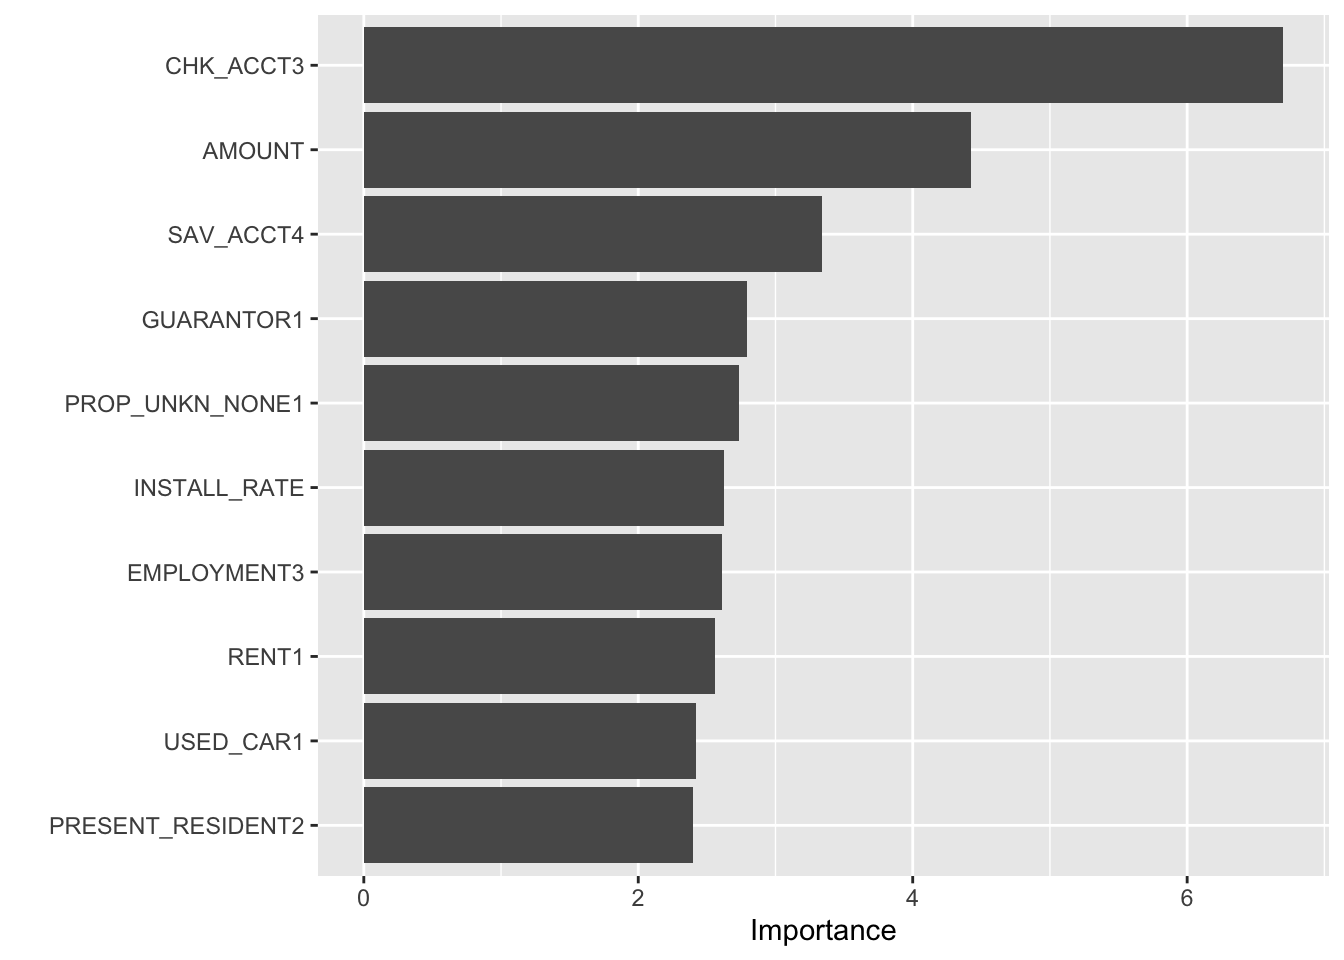 CHK_ACCT3
AMOUNT
SAV_ACCT4
GUARANTOR1
PROP_UNKN_NONE1
INSTALL_RATE
EMPLOYMENT3
RENT1
USED_CAR1
PRESENT_RESIDENT2
0 2 4 6
Importance